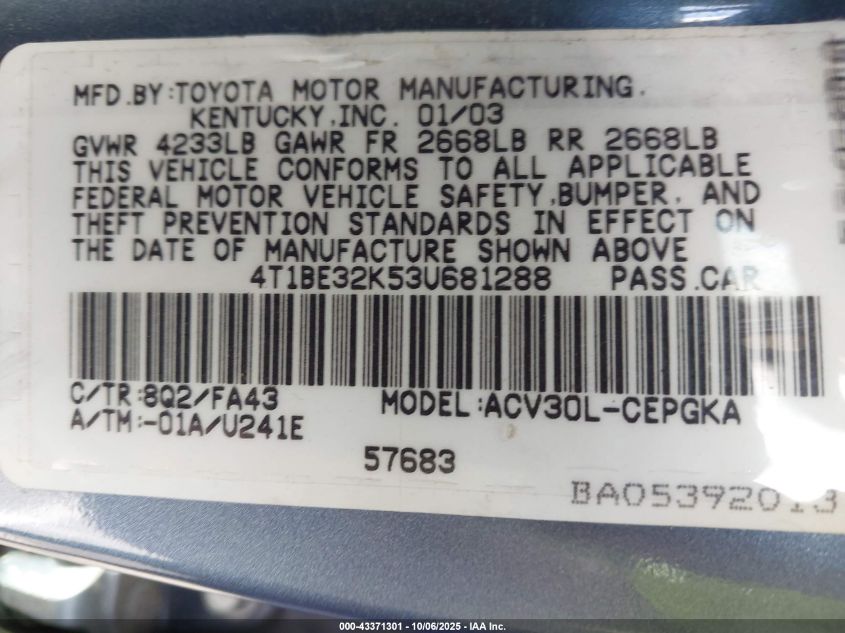 MFD.BY:TOYOTA MOTOR MANUFACTURING.
KENTUCKY,INC. 01/03
GVWR 4233LB GAWR FR 2668LB RR 2668LB
THIS VEHICLE CONFORMS TO ALL APPLICABLE
FEDERAL MOTOR VEHICLE SAFETY,BUMPER, AND
THEFT PREVENTION STANDARDS IN EFFECT ON
THE DATE OF MANUFACTURE SHOWN ABOVE
4T1BE32K53U681288 PASS.CAR
C/TR:8Q2/FA43 MODEL:ACV30L-CEPGKA
A/TM:-01A/U241E
57683
BA05392013
000-43371301 - 10/06/2025 - IAA Inc.